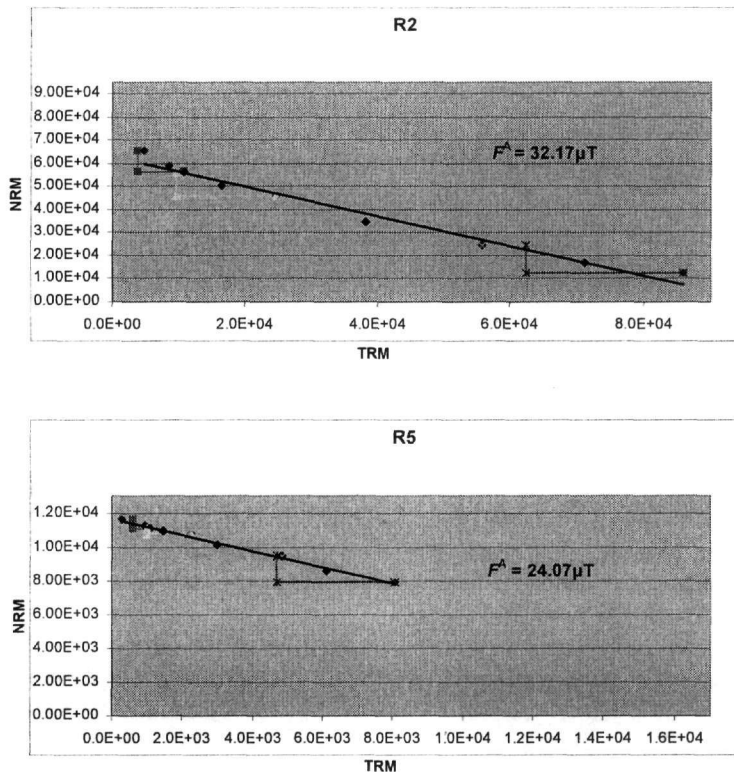 R2
9.00E+04
8.00E+04
7.00E+04
6.00E+04
5.00E+04
4.00E+04
3.00E+04
2.00E+04
1.00E+04
0.00E+00
NRM
F^A = 32.17µT
0.0E+00 2.0E+04 4.0E+04 6.0E+04 8.0E+04
TRM
R5
1.20E+04
1.00E+04
8.00E+03
6.00E+03
4.00E+03
2.00E+03
0.00E+00
NRM
F^A = 24.07µT
0.0E+00 2.0E+03 4.0E+03 6.0E+03 8.0E+03 1.0E+04 1.2E+04 1.4E+04 1.6E+04
TRM